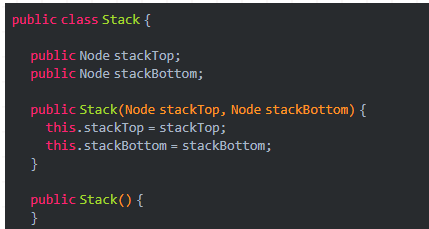 public class Stack {
public Node stackTop;
public Node stackBottom;
public Stack(Node stackTop, Node stackBottom) {
this.stackTop = stackTop;
this.stackBottom = stackBottom;
}
public Stack() {
}